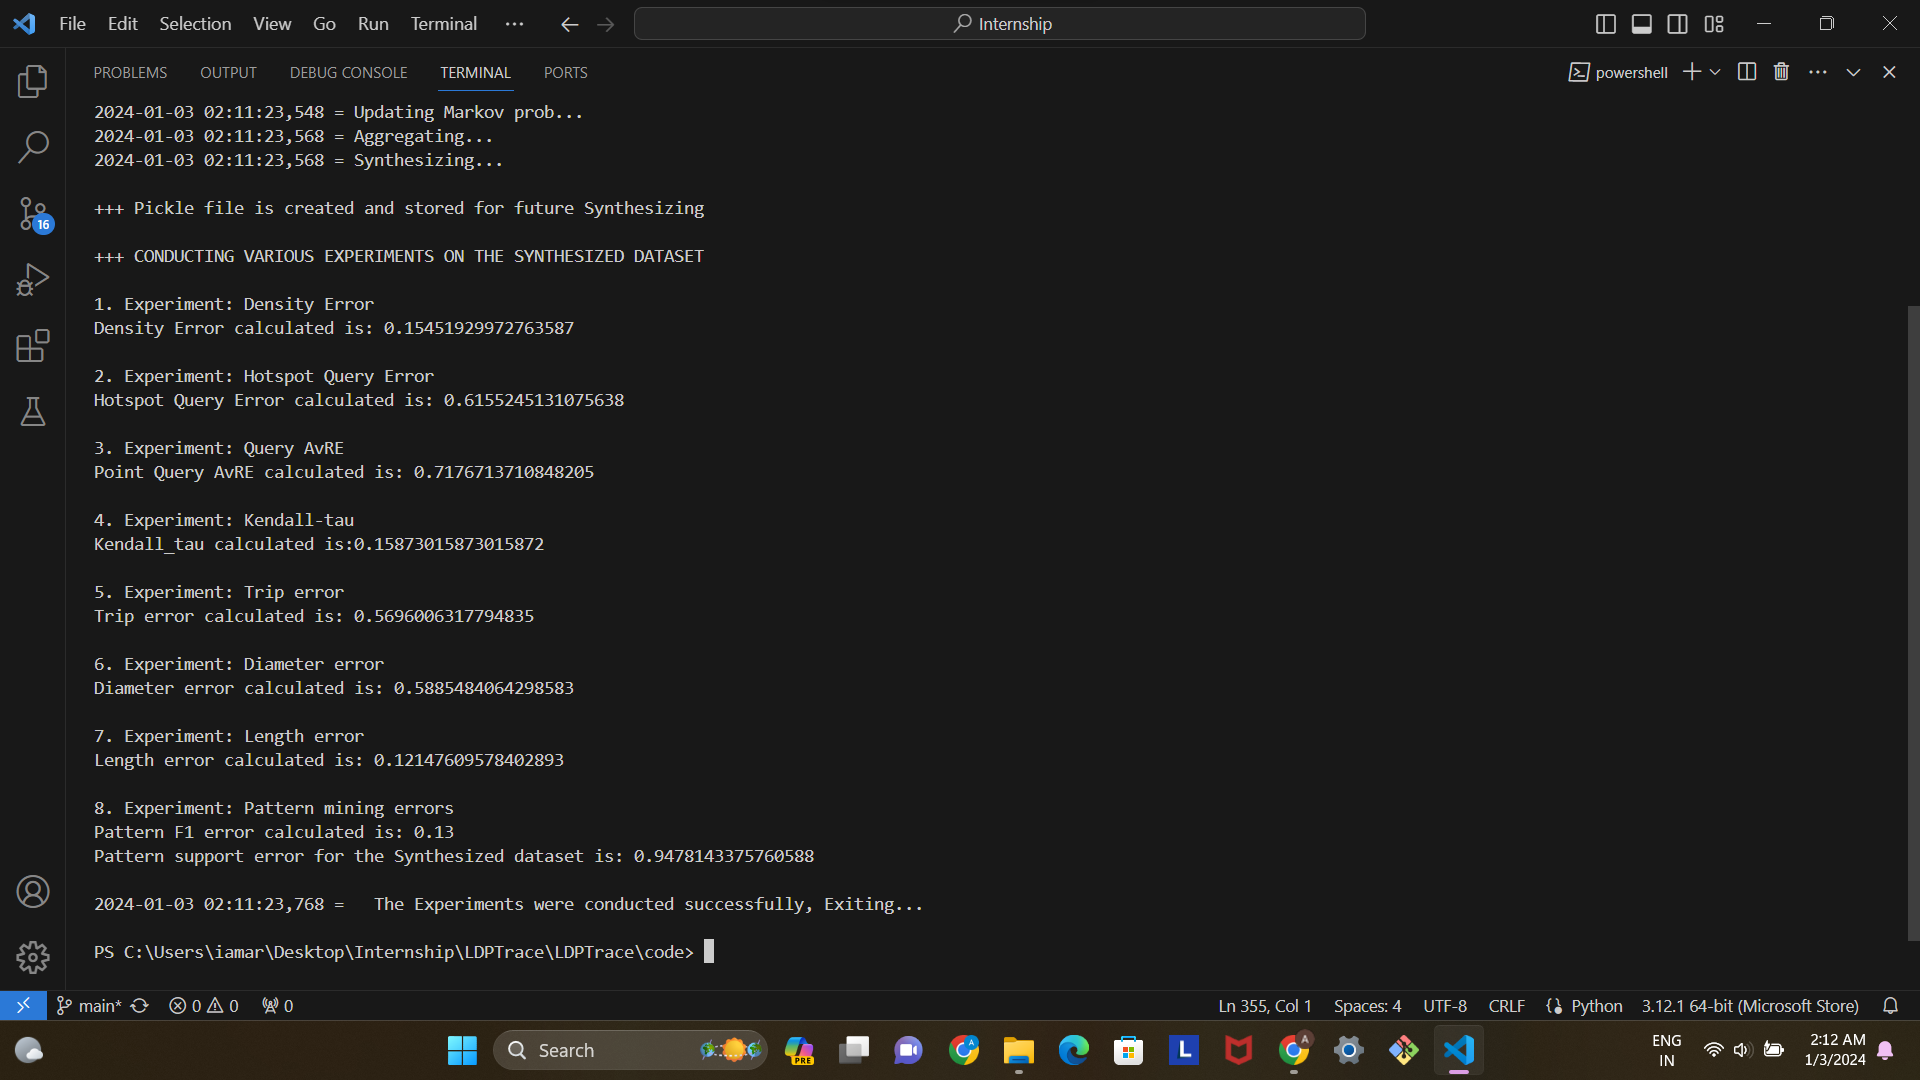 File Edit Selection View Go Run Terminal ...
Internship
PROBLEMS OUTPUT DEBUG CONSOLE TERMINAL PORTS
powershell
2024-01-03 02:11:23,548 = Updating Markov prob...
2024-01-03 02:11:23,568 = Aggregating...
2024-01-03 02:11:23,568 = Synthesizing...
+++ Pickle file is created and stored for future Synthesizing
+++ CONDUCTING VARIOUS EXPERIMENTS ON THE SYNTHESIZED DATASET
1. Experiment: Density Error
Density Error calculated is: 0.15451929972763587
2. Experiment: Hotspot Query Error
Hotspot Query Error calculated is: 0.6155245131075638
3. Experiment: Query AvRE
Point Query AvRE calculated is: 0.7176713710848205
4. Experiment: Kendall-tau
Kendall_tau calculated is:0.15873015873015872
5. Experiment: Trip error
Trip error calculated is: 0.5696006317794835
6. Experiment: Diameter error
Diameter error calculated is: 0.5885484064298583
7. Experiment: Length error
Length error calculated is: 0.12147609578402893
8. Experiment: Pattern mining errors
Pattern F1 error calculated is: 0.13
Pattern support error for the Synthesized dataset is: 0.9478143375760588
2024-01-03 02:11:23,768 =   The Experiments were conducted successfully, Exiting...
PS C:\Users\iamar\Desktop\Internship\LDPTrace\LDPTrace\code>
16
main* 0 0 0
Ln 355, Col 1 Spaces: 4 UTF-8 CRLF Python 3.12.1 64-bit (Microsoft Store)
Search
PRE
A
L
A
ENG
IN
2:12 AM
1/3/2024